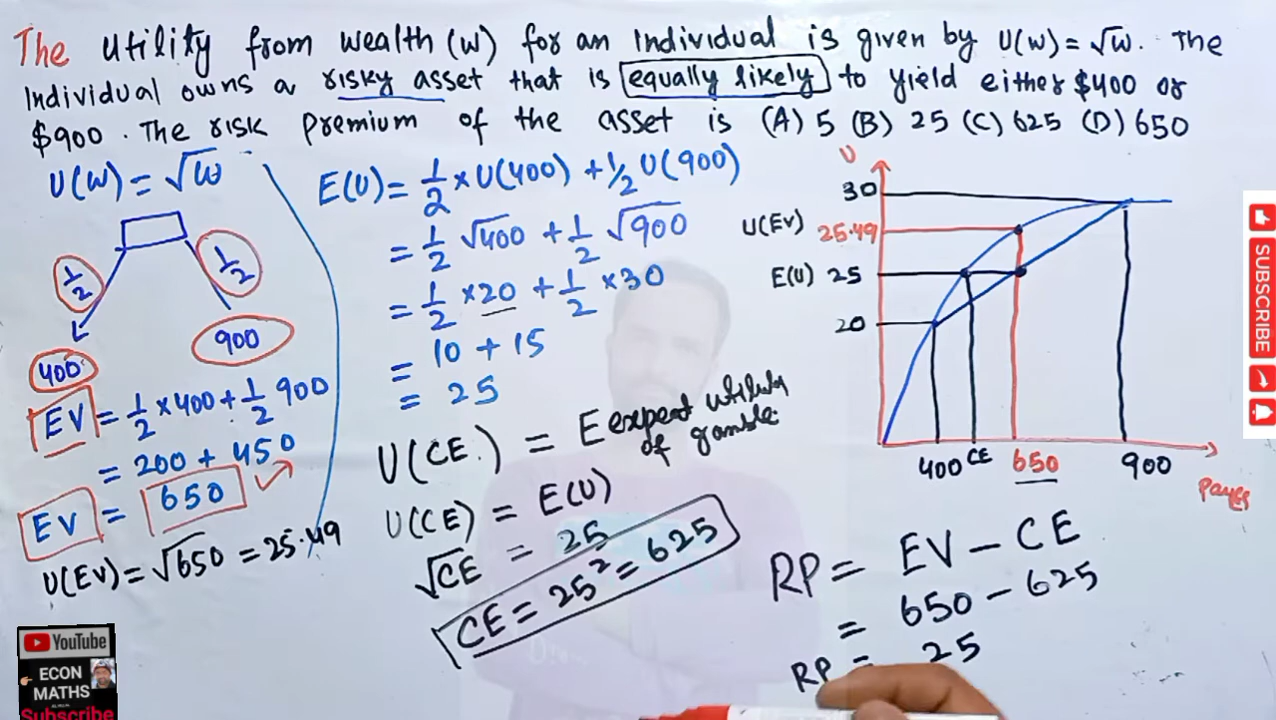 The Utility from wealth (W) for an Individual is given by U(W) = √W. The
Individual owns a risky asset that is equally likely to yield either $400 or
$900. The risk premium of the asset is (A) 5 (B) 25 (C) 625 (D) 650
U(W) = √W
1/2
1/2
400
900
EV = 1/2 × 400 + 1/2 900
= 200 + 450
EV = 650
U(EV) = √650 = 25.49
E(U) = 1/2 × U(400) + 1/2 U(900)
= 1/2 √400 + 1/2 √900
= 1/2 × 20 + 1/2 × 30
= 10 + 15
= 25
U(CE) = E expect utility
of gamble
U(CE) = E(U)
√CE = 25
CE = 25² = 625
U
30
U(EV) 25.49
E(U) 25
20
400 CE 650 900
RP = EV - CE
= 650 - 625
RP = 25
YouTube
ECON
MATHS
Subscribe
SUBSCRIBE